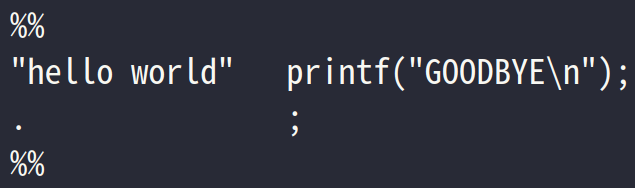 %%
"hello world"   printf("GOODBYE\n");
.               ;
%%